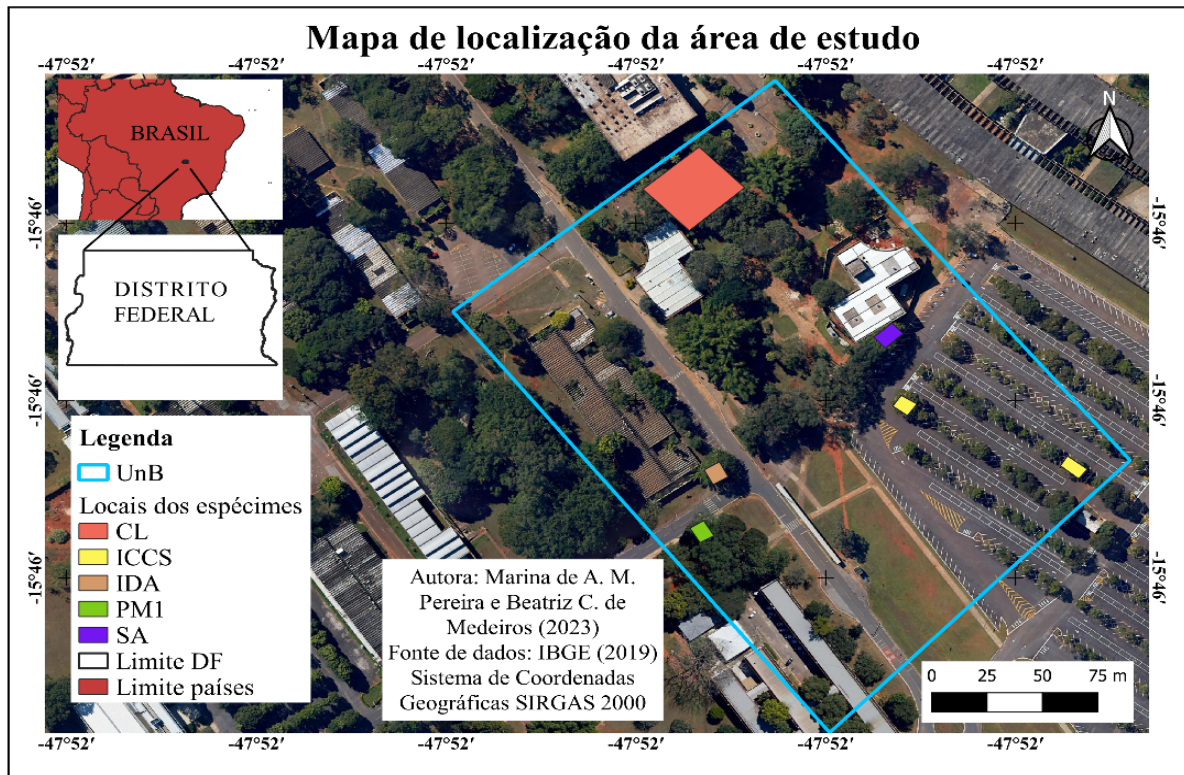 Mapa de localização da área de estudo
-47°52′ -47°52′ -47°52′ -47°52′ -47°52′ -47°52′
N
BRASIL
-15°46′ -15°46′
DISTRITO
FEDERAL
-15°46′ -15°46′
Legenda
UnB
Locais dos espécimes
CL
ICCS
IDA
PM1
SA
Limite DF
Limite países
-15°46′ -15°46′
Autora: Marina de A. M.
Pereira e Beatriz C. de
Medeiros (2023)
Fonte de dados: IBGE (2019)
Sistema de Coordenadas
Geográficas SIRGAS 2000
0 25 50 75 m
-47°52′ -47°52′ -47°52′ -47°52′ -47°52′ -47°52′